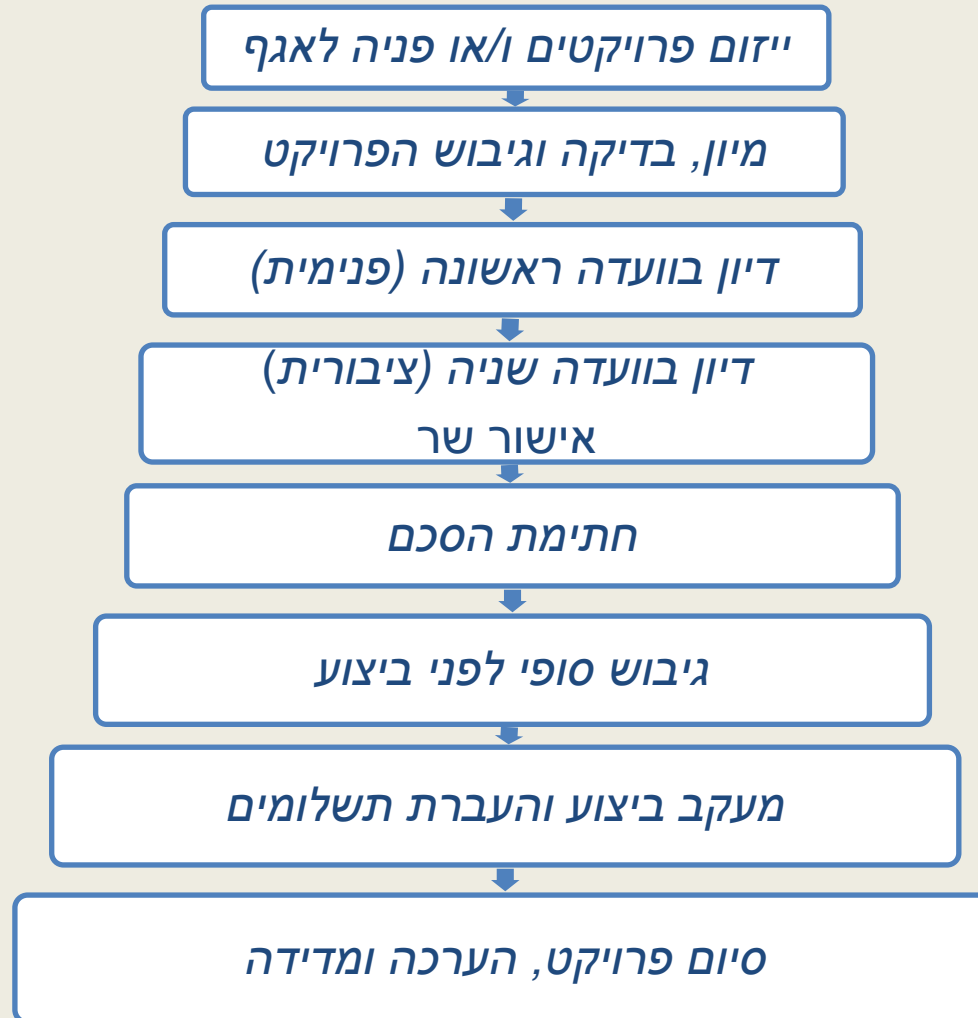 ייזום פרויקטים ו/או פניה לאגף
מיון, בדיקה וגיבוש הפרויקט
דיון בוועדה ראשונה (פנימית)
דיון בוועדה שניה (ציבורית)
אישור שר
חתימת הסכם
גיבוש סופי לפני ביצוע
מעקב ביצוע והעברת תשלומים
סיום פרויקט, הערכה ומדידה